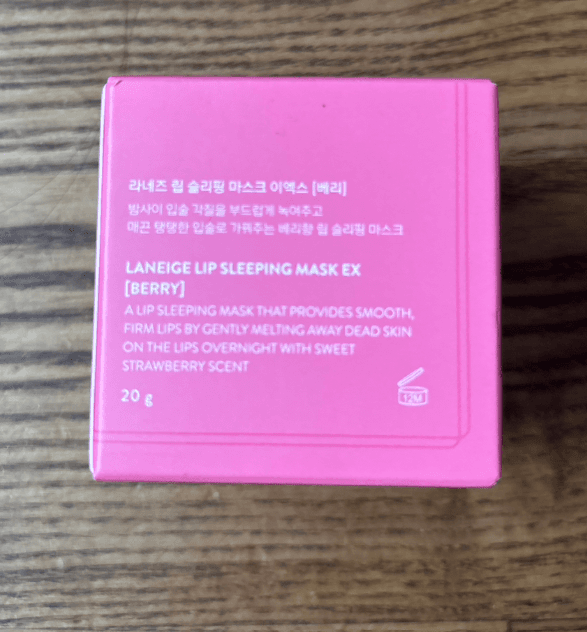 라네즈 립 슬리핑 마스크 이엑스 [베리]
밤사이 입술 각질을 부드럽게 녹여주고
매끈 탱탱한 입술로 가꿔주는 베리향 립 슬리핑 마스크
LANEIGE LIP SLEEPING MASK EX
[BERRY]
A LIP SLEEPING MASK THAT PROVIDES SMOOTH,
FIRM LIPS BY GENTLY MELTING AWAY DEAD SKIN
ON THE LIPS OVERNIGHT WITH SWEET
STRAWBERRY SCENT
20 g
12M